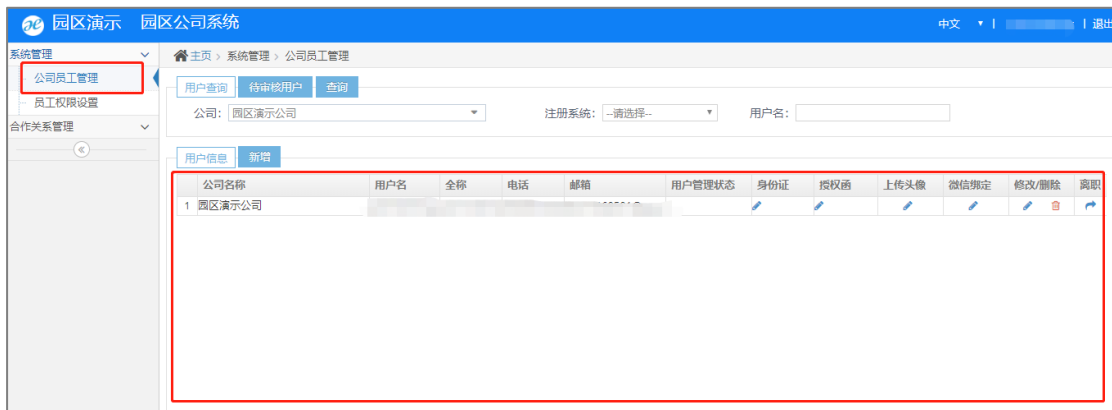 园区演示 园区公司系统 中文 | | 退出
系统管理
公司员工管理
员工权限设置
合作关系管理
主页 > 系统管理 > 公司员工管理
用户查询 待审核用户 查询
公司: 园区演示公司 注册系统: --请选择-- 用户名:
用户信息 新增
公司名称 用户名 全称 电话 邮箱 用户管理状态 身份证 授权函 上传头像 微信绑定 修改/删除 离职
1 园区演示公司